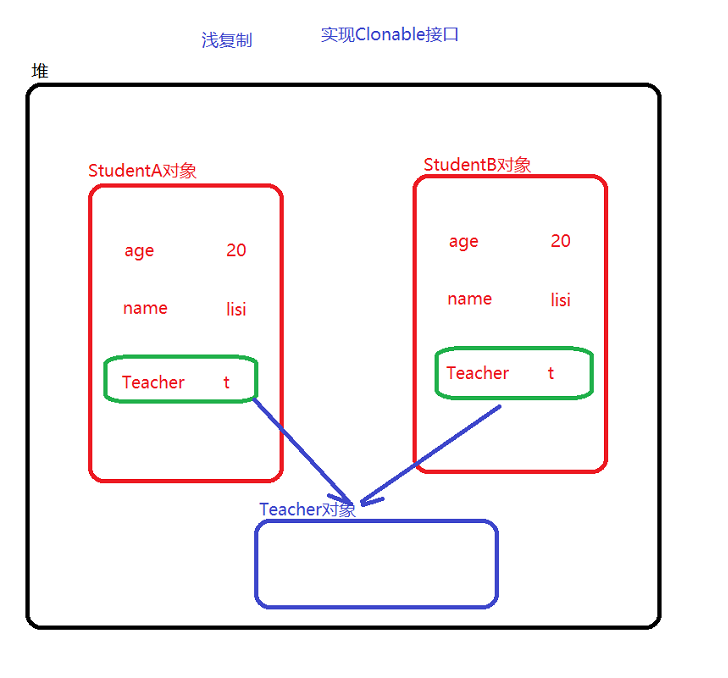 浅复制 实现Clonable接口
堆
StudentA对象 StudentB对象
age 20 age 20
name lisi name lisi
Teacher t Teacher t
Teacher对象